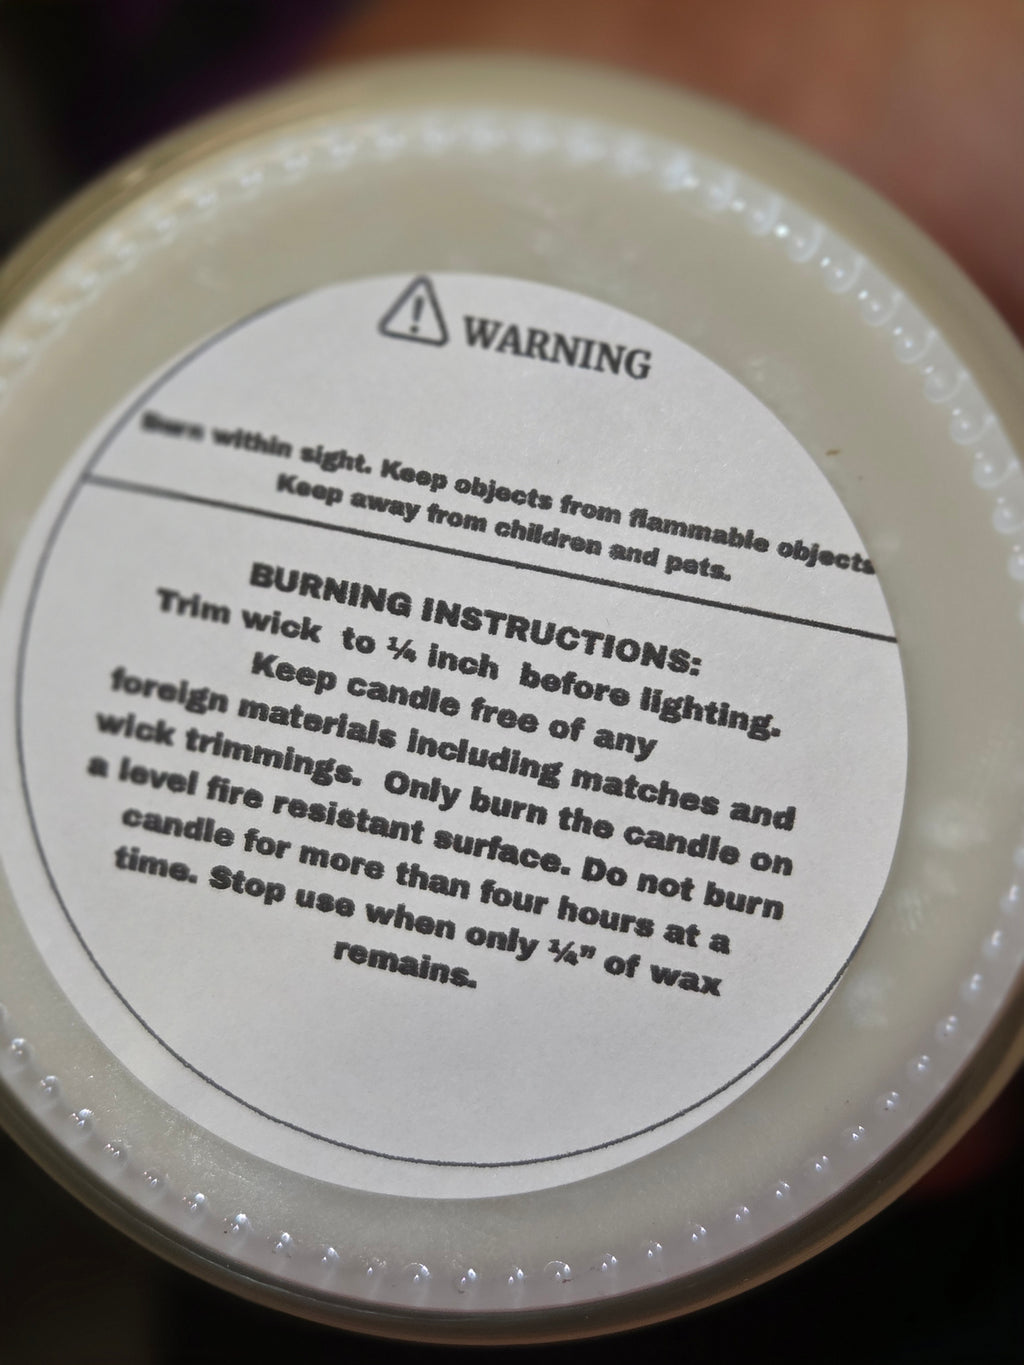 WARNING
Burn within sight. Keep objects from flammable objects
Keep away from children and pets.
BURNING INSTRUCTIONS:
Trim wick to ¼ inch before lighting.
Keep candle free of any
foreign materials including matches and
wick trimmings. Only burn the candle on
a level fire resistant surface. Do not burn
candle for more than four hours at a
time. Stop use when only ¼" of wax
remains.